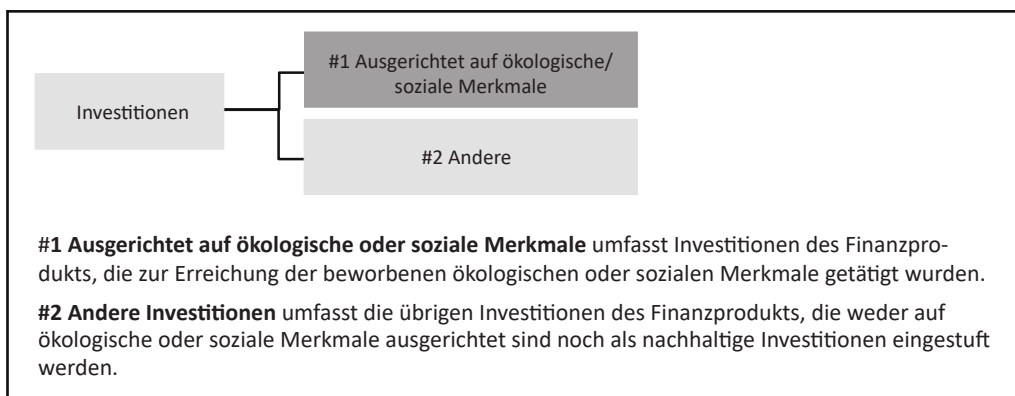 #1 Ausgerichtet auf ökologische/
soziale Merkmale
Investitionen
#2 Andere
#1 Ausgerichtet auf ökologische oder soziale Merkmale umfasst Investitionen des Finanzpro-
dukts, die zur Erreichung der beworbenen ökologischen oder sozialen Merkmale getätigt wurden.
#2 Andere Investitionen umfasst die übrigen Investitionen des Finanzprodukts, die weder auf
ökologische oder soziale Merkmale ausgerichtet sind noch als nachhaltige Investitionen eingestuft
werden.